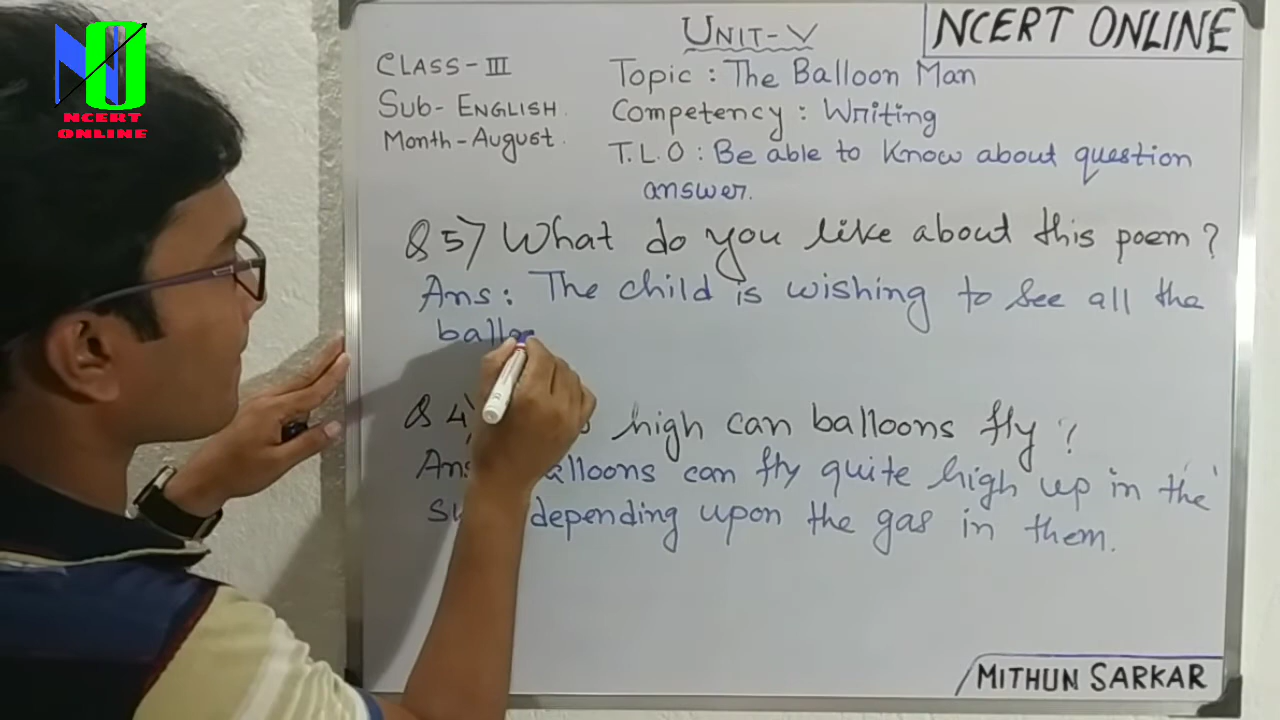 NCERT
ONLINE
UNIT-V
NCERT ONLINE
CLASS-III
Sub-ENGLISH.
Month-August.
Topic : The Balloon Man
Competency : Writing
T.L.O : Be able to Know about question
answer.
Q 5) What do you like about this poem ?
Ans : The child is wishing to See all the
Q 4) high can balloons fly ?
Ans can fly quite high up in the
depending upon the gas in them.
MITHUN SARKAR